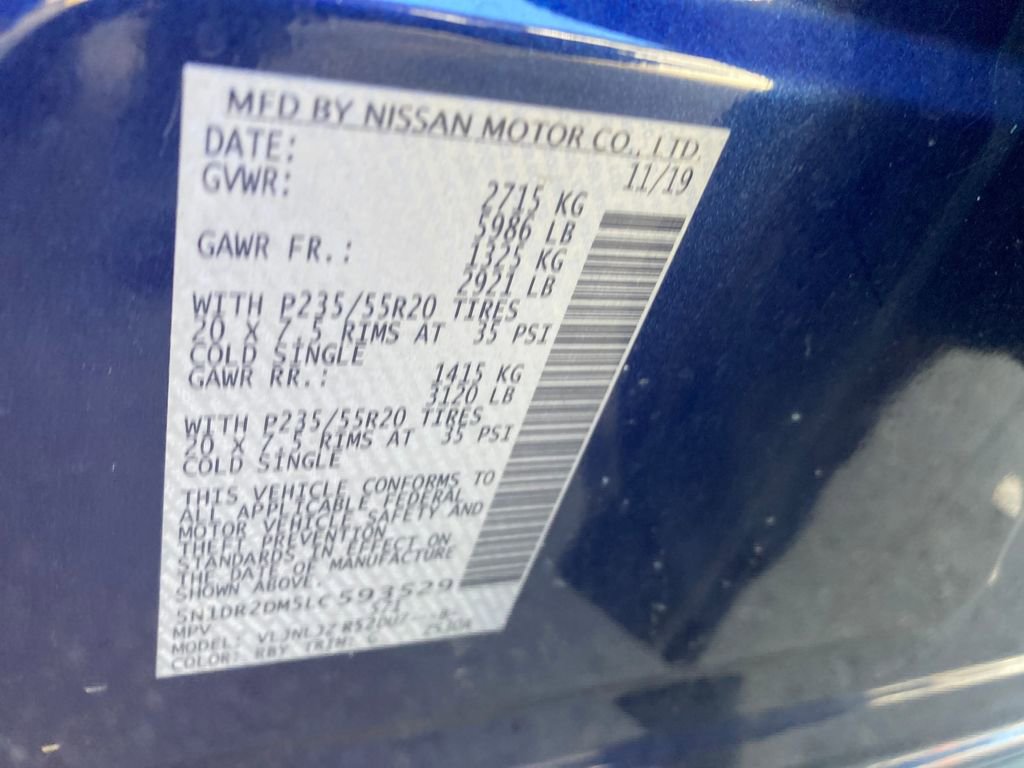 MFD BY NISSAN MOTOR CO., LTD.
DATE: 11/19
GVWR: 2715 KG
5986 LB
GAWR FR.: 1325 KG
2921 LB
WITH P235/55R20 TIRES
20 X 7.5 RIMS AT 35 PSI
COLD SINGLE
GAWR RR.: 1415 KG
3120 LB
WITH P235/55R20 TIRES
20 X 7.5 RIMS AT 35 PSI
COLD SINGLE
THIS VEHICLE CONFORMS TO
ALL APPLICABLE FEDERAL
MOTOR VEHICLE SAFETY AND
THEFT PREVENTION
STANDARDS IN EFFECT ON
THE DATE OF MANUFACTURE
SHOWN ABOVE.
5N1DR2DM5LC593529
MPV
MODEL:
COLOR: RBY TRIM: G